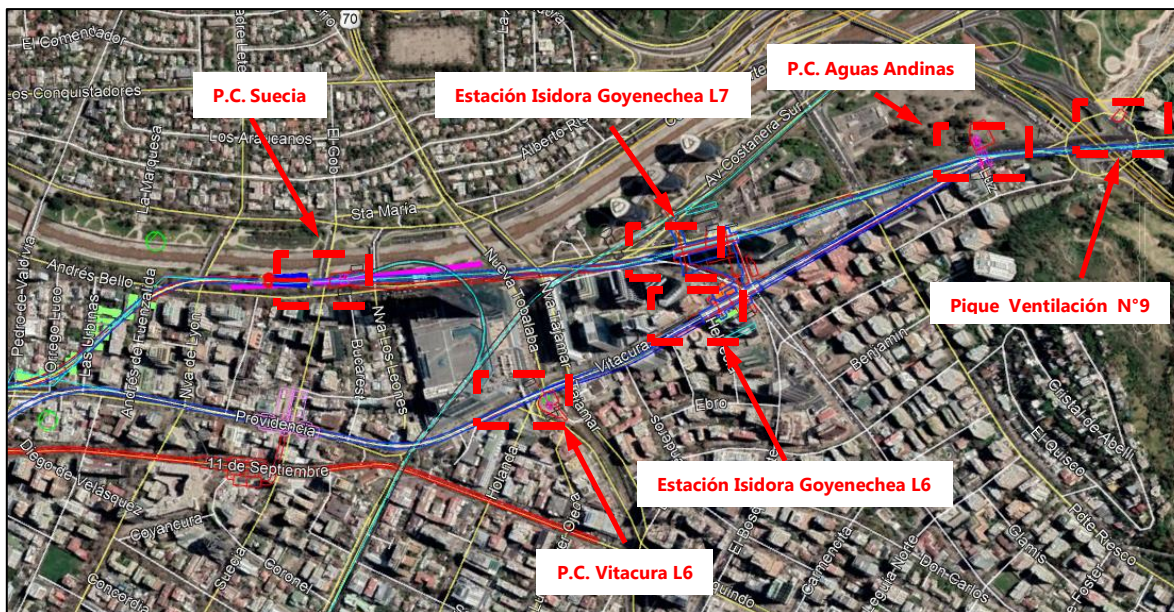 70
El Comendador
Los Conquistadores
P.C. Suecia
Estación Isidora Goyenechea L7
P.C. Aguas Andinas
Los Araucanos
La Marquesa
El Gob
Av Costanera Sur
Luz
Sta María
Andrés Bello
Pedro de Valdivia
Orrego Luco
Las Urbinas
Andrés de Fuenzalida
Nva de Lyon
Bucarest
Nva Los Leones
Nueva Tobalaba
Pique Ventilación N°9
Vitacura
Benjamín
Ebro
Providencia
11 de Septiembre
Holanda
Cristal de Abelli
El Quisco
Diego de Velásquez
Coyancura
Suecia
Coronel
Concordia
Estación Isidora Goyenechea L6
P.C. Vitacura L6
El Bosque
Carmencita
Don Carlos
Glamis
Pdte Riesco
Foster